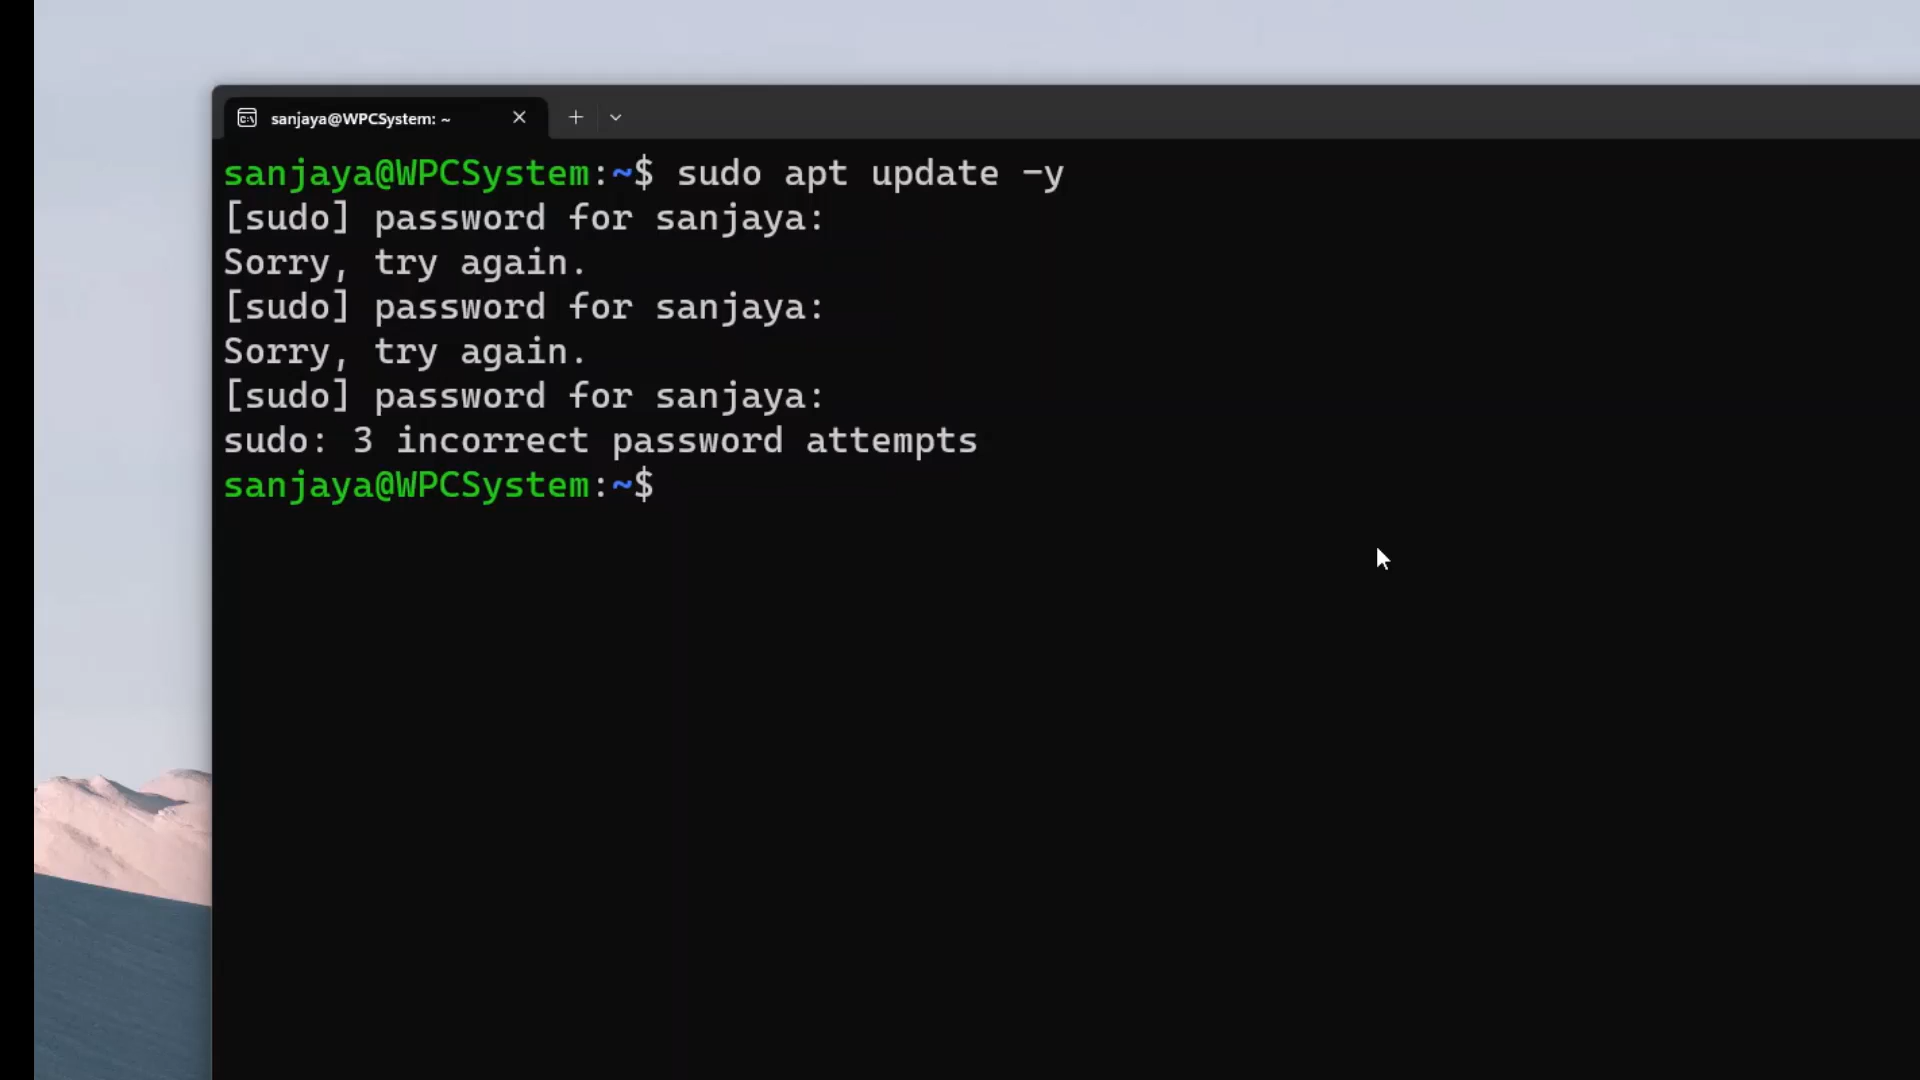 sanjaya@WPCSystem: ~
sanjaya@WPCSystem:~$ sudo apt update -y
[sudo] password for sanjaya:
Sorry, try again.
[sudo] password for sanjaya:
Sorry, try again.
[sudo] password for sanjaya:
sudo: 3 incorrect password attempts
sanjaya@WPCSystem:~$